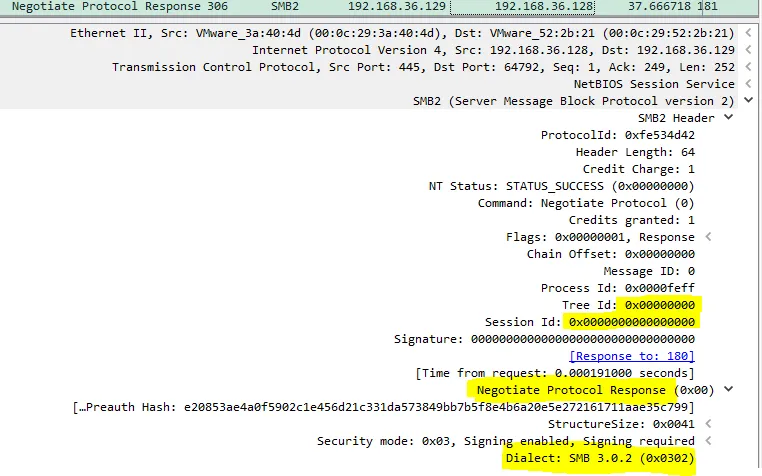 Negotiate Protocol Response 306 SMB2 192.168.36.129 192.168.36.128 37.666718 181
Ethernet II, Src: VMware_3a:40:4d (00:0c:29:3a:40:4d), Dst: VMware_52:2b:21 (00:0c:29:52:2b:21)
Internet Protocol Version 4, Src: 192.168.36.128, Dst: 192.168.36.129
Transmission Control Protocol, Src Port: 445, Dst Port: 64792, Seq: 1, Ack: 249, Len: 252
NetBIOS Session Service
SMB2 (Server Message Block Protocol version 2)
SMB2 Header
ProtocolId: 0xfe534d42
Header Length: 64
Credit Charge: 1
NT Status: STATUS_SUCCESS (0x00000000)
Command: Negotiate Protocol (0)
Credits granted: 1
Flags: 0x00000001, Response
Chain Offset: 0x00000000
Message ID: 0
Process Id: 0x0000feff
Tree Id: 0x00000000
Session Id: 0x0000000000000000
Signature: 00000000000000000000000000000000
[Response to: 180]
[Time from request: 0.000191000 seconds]
Negotiate Protocol Response (0x00)
[…Preauth Hash: e20853ae4a0f5902c1e456d21c331da573849bb7b5f8e4b6a20e5e272161711aae35c799]
StructureSize: 0x0041
Security mode: 0x03, Signing enabled, Signing required
Dialect: SMB 3.0.2 (0x0302)